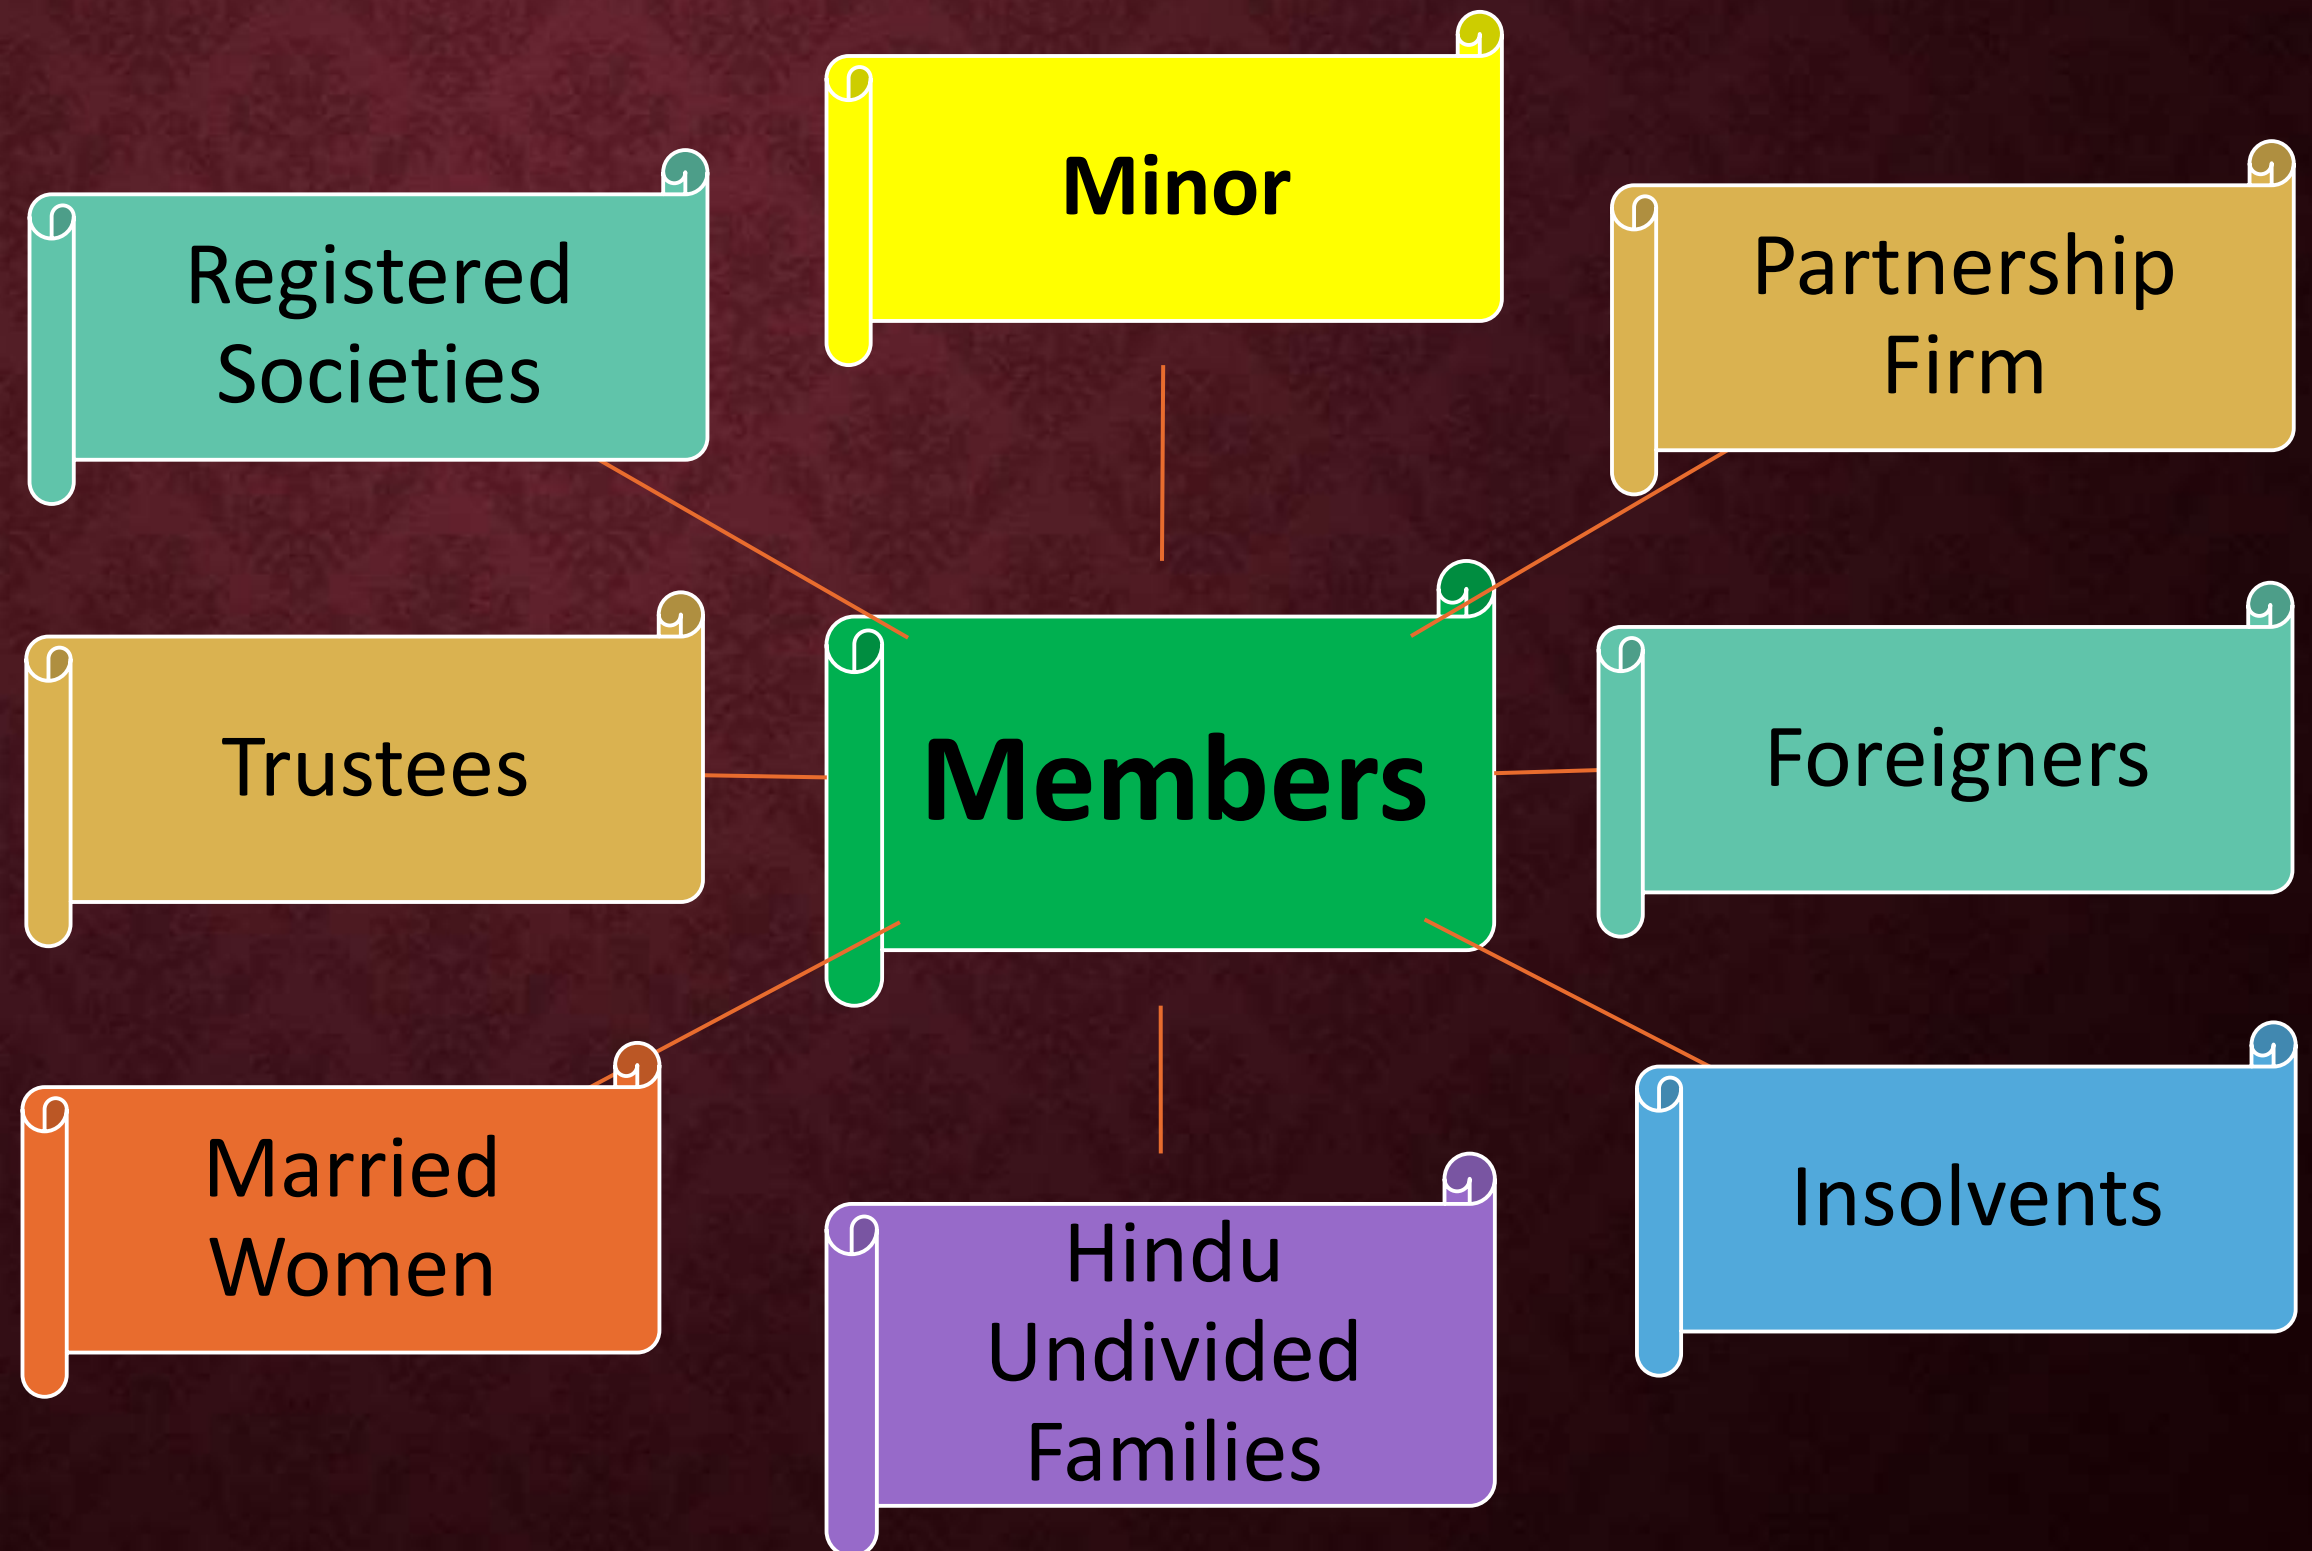 Minor
Registered
Societies
Partnership
Firm
Trustees
Members
Foreigners
Married
Women
Hindu
Undivided
Families
Insolvents